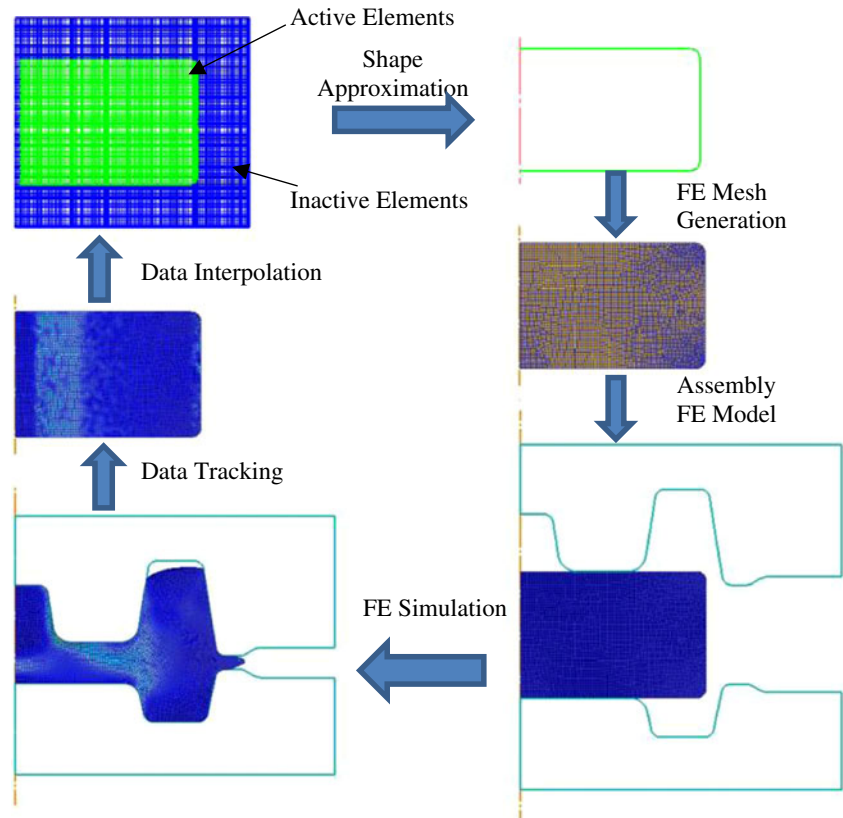 Active Elements
Shape
Approximation
Inactive Elements
FE Mesh
Generation
Data Interpolation
Assembly
FE Model
Data Tracking
FE Simulation